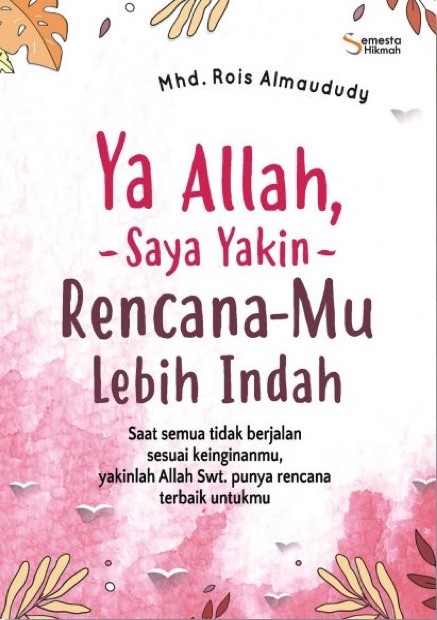 Semesta
Hikmah
Mhd. Rois Almaududy
Ya Allah,
~ Saya Yakin ~
Rencana-Mu
Lebih Indah
Saat semua tidak berjalan
sesuai keinginanmu,
yakinlah Allah Swt. punya rencana
terbaik untukmu